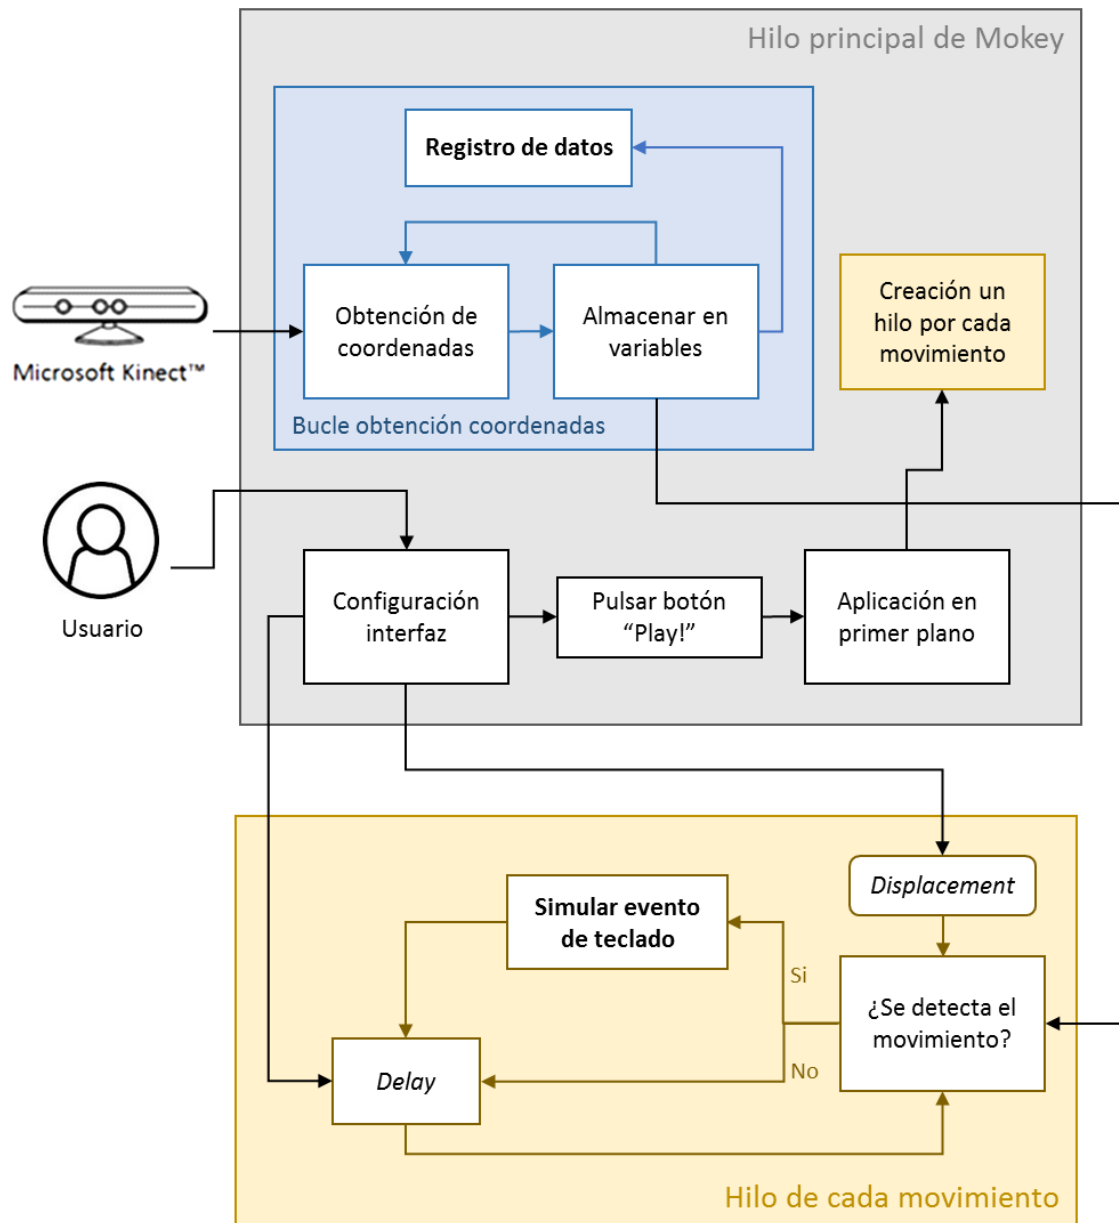 Hilo principal de Mokey
Registro de datos
Obtención de
coordenadas
Almacenar en
variables
Creación un
hilo por cada
movimiento
Microsoft Kinect™
Bucle obtención coordenadas
Usuario
Configuración
interfaz
Pulsar botón
“Play!”
Aplicación en
primer plano
Displacement
Simular evento
de teclado
Si
¿Se detecta el
movimiento?
No
Delay
Hilo de cada movimiento